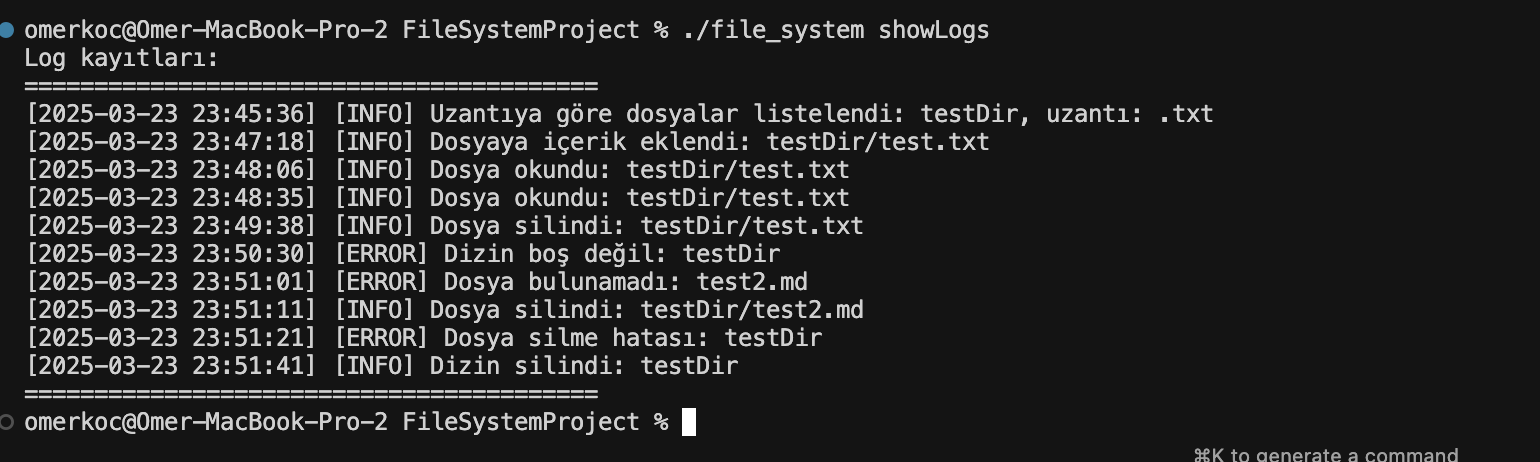 omerkoc@Omer-MacBook-Pro-2 FileSystemProject % ./file_system showLogs
Log kayıtları:
=========================================
[2025-03-23 23:45:36] [INFO] Uzantıya göre dosyalar listelendi: testDir, uzantı: .txt
[2025-03-23 23:47:18] [INFO] Dosyaya içerik eklendi: testDir/test.txt
[2025-03-23 23:48:06] [INFO] Dosya okundu: testDir/test.txt
[2025-03-23 23:48:35] [INFO] Dosya okundu: testDir/test.txt
[2025-03-23 23:49:38] [INFO] Dosya silindi: testDir/test.txt
[2025-03-23 23:50:30] [ERROR] Dizin boş değil: testDir
[2025-03-23 23:51:01] [ERROR] Dosya bulunamadı: test2.md
[2025-03-23 23:51:11] [INFO] Dosya silindi: testDir/test2.md
[2025-03-23 23:51:21] [ERROR] Dosya silme hatası: testDir
[2025-03-23 23:51:41] [INFO] Dizin silindi: testDir
=========================================
omerkoc@Omer-MacBook-Pro-2 FileSystemProject %
⌘K to generate a command